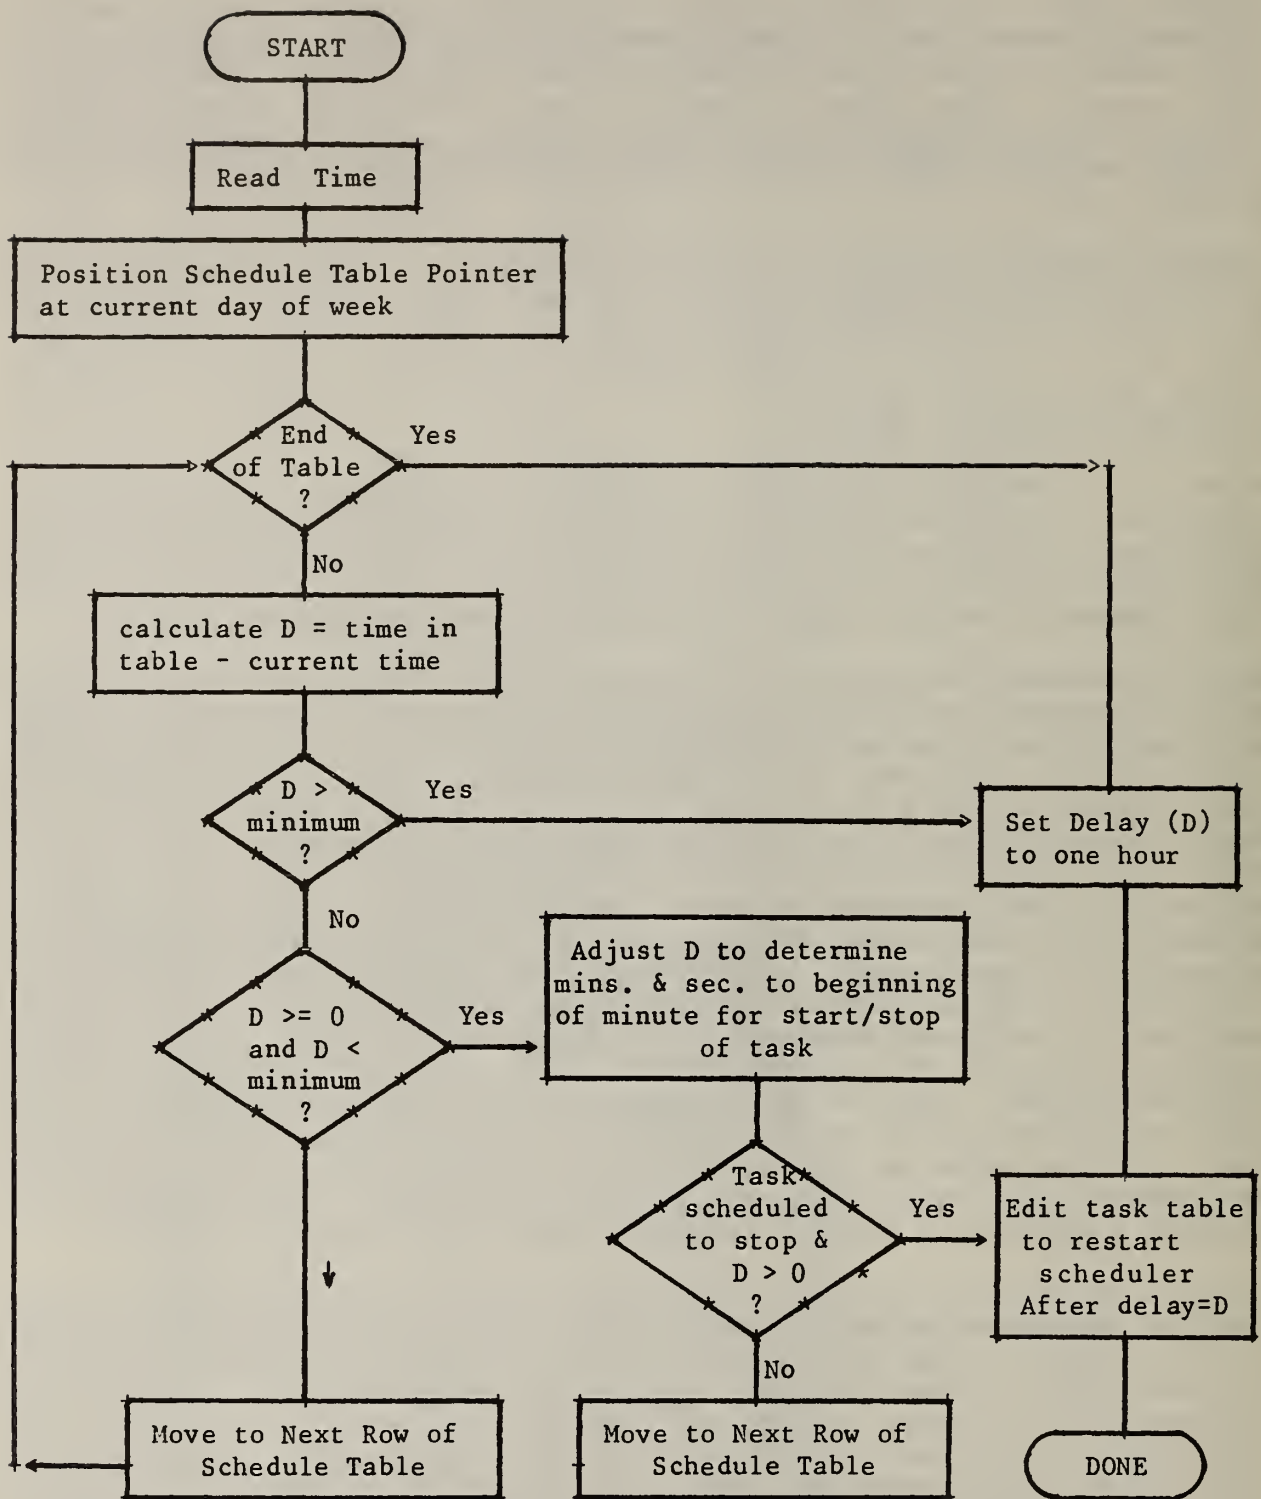 START
Read Time
Position Schedule Table Pointer
at current day of week
End
of Table
?
Yes
No
calculate D = time in
table - current time
D >
minimum
?
Yes
Set Delay (D)
to one hour
No
D >= 0
and D <
minimum
?
Yes
Adjust D to determine
mins. & sec. to beginning
of minute for start/stop
of task
Task
scheduled
to stop &
D > 0
?
Yes
Edit task table
to restart
scheduler
After delay=D
No
Move to Next Row of
Schedule Table
Move to Next Row of
Schedule Table
DONE